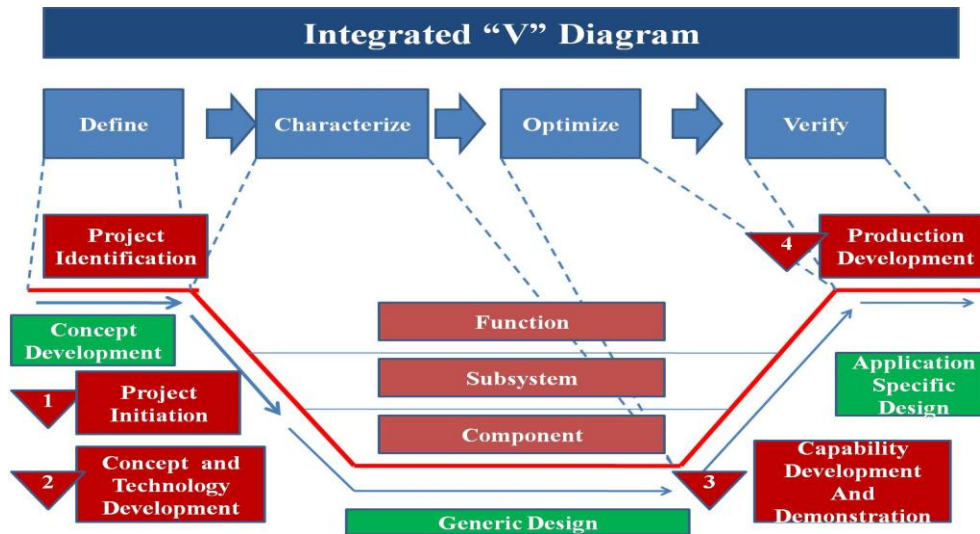 Integrated “V” Diagram
Define
Characterize
Optimize
Verify
Project
Identification
4
Production
Development
Concept
Development
Function
Subsystem
Component
1
Project
Initiation
2
Concept and
Technology
Development
Application
Specific
Design
3
Capability
Development
And
Demonstration
Generic Design